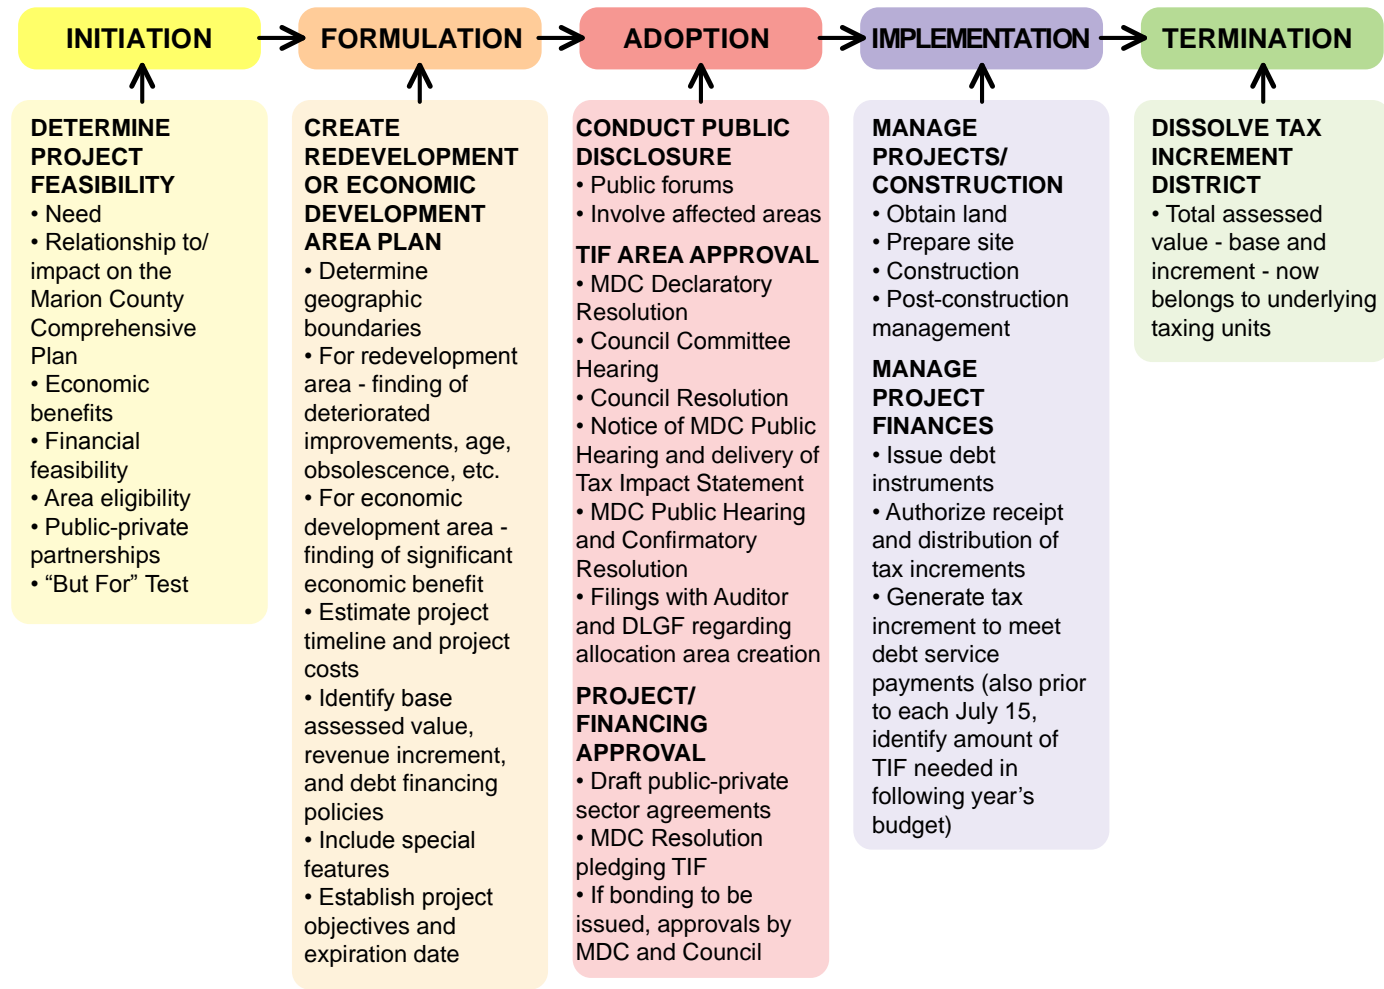 INITIATION
FORMULATION
ADOPTION
IMPLEMENTATION
TERMINATION
DETERMINE
PROJECT
FEASIBILITY
• Need
• Relationship to/
impact on the
Marion County
Comprehensive
Plan
• Economic
benefits
• Financial
feasibility
• Area eligibility
• Public-private
partnerships
• “But For” Test
CREATE
REDEVELOPMENT
OR ECONOMIC
DEVELOPMENT
AREA PLAN
• Determine
geographic
boundaries
• For redevelopment
area - finding of
deteriorated
improvements, age,
obsolescence, etc.
• For economic
development area -
finding of significant
economic benefit
• Estimate project
timeline and project
costs
• Identify base
assessed value,
revenue increment,
and debt financing
policies
• Include special
features
• Establish project
objectives and
expiration date
CONDUCT PUBLIC
DISCLOSURE
• Public forums
• Involve affected areas
TIF AREA APPROVAL
• MDC Declaratory
Resolution
• Council Committee
Hearing
• Council Resolution
• Notice of MDC Public
Hearing and delivery of
Tax Impact Statement
• MDC Public Hearing
and Confirmatory
Resolution
• Filings with Auditor
and DLGF regarding
allocation area creation
PROJECT/
FINANCING
APPROVAL
• Draft public-private
sector agreements
• MDC Resolution
pledging TIF
• If bonding to be
issued, approvals by
MDC and Council
MANAGE
PROJECTS/
CONSTRUCTION
• Obtain land
• Prepare site
• Construction
• Post-construction
management
MANAGE
PROJECT
FINANCES
• Issue debt
instruments
• Authorize receipt
and distribution of
tax increments
• Generate tax
increment to meet
debt service
payments (also prior
to each July 15,
identify amount of
TIF needed in
following year’s
budget)
DISSOLVE TAX
INCREMENT
DISTRICT
• Total assessed
value - base and
increment - now
belongs to underlying
taxing units